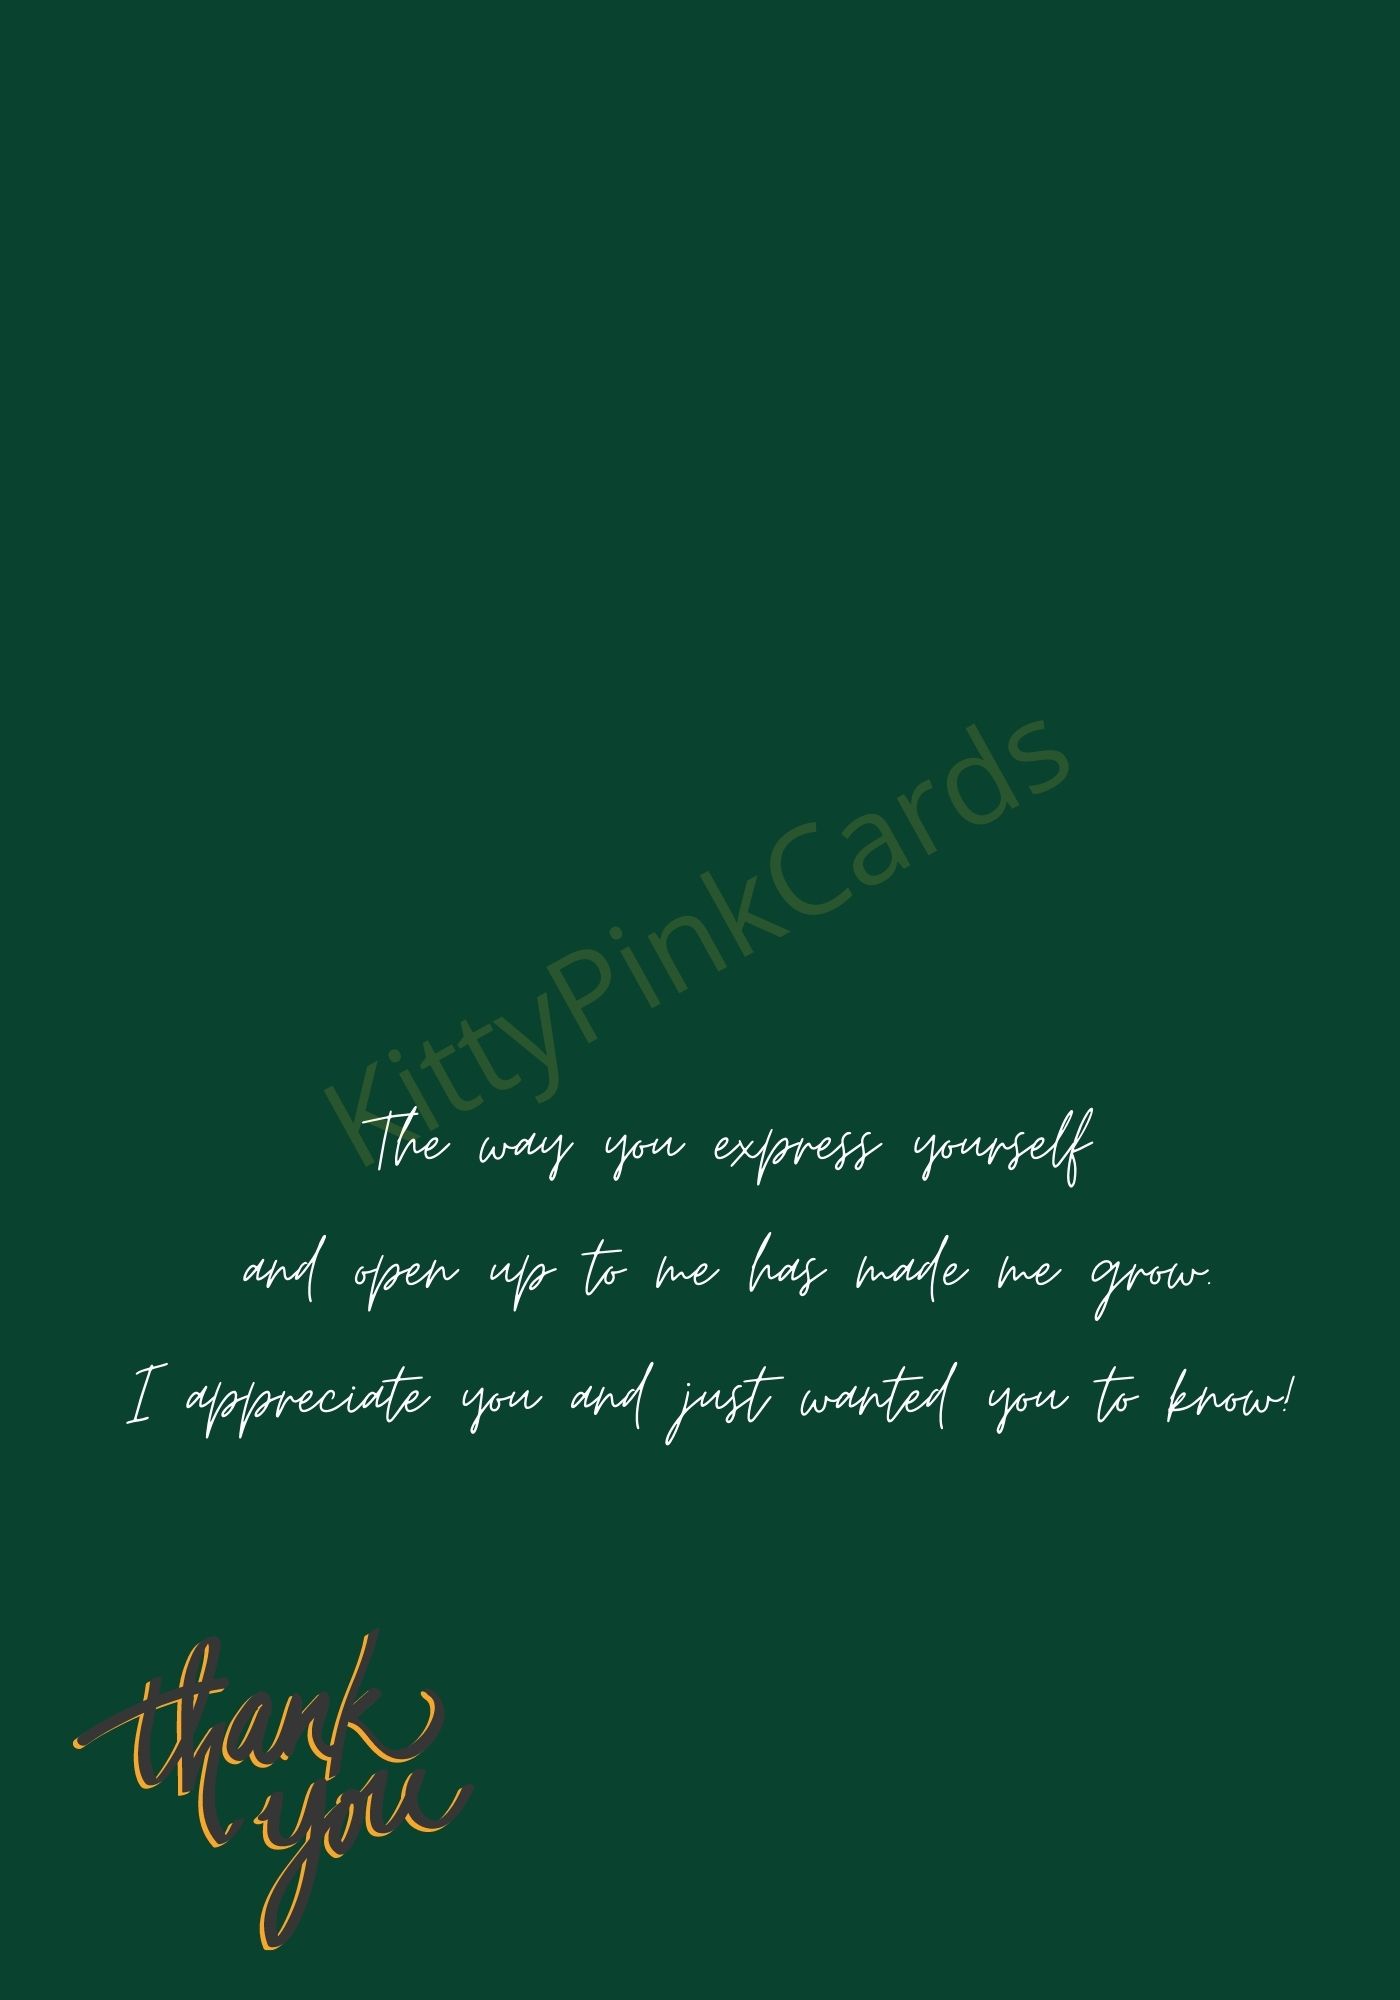 KittyPinkCards
The way you express yourself
and open up to me has made me grow.
I appreciate you and just wanted you to know!
thank
you